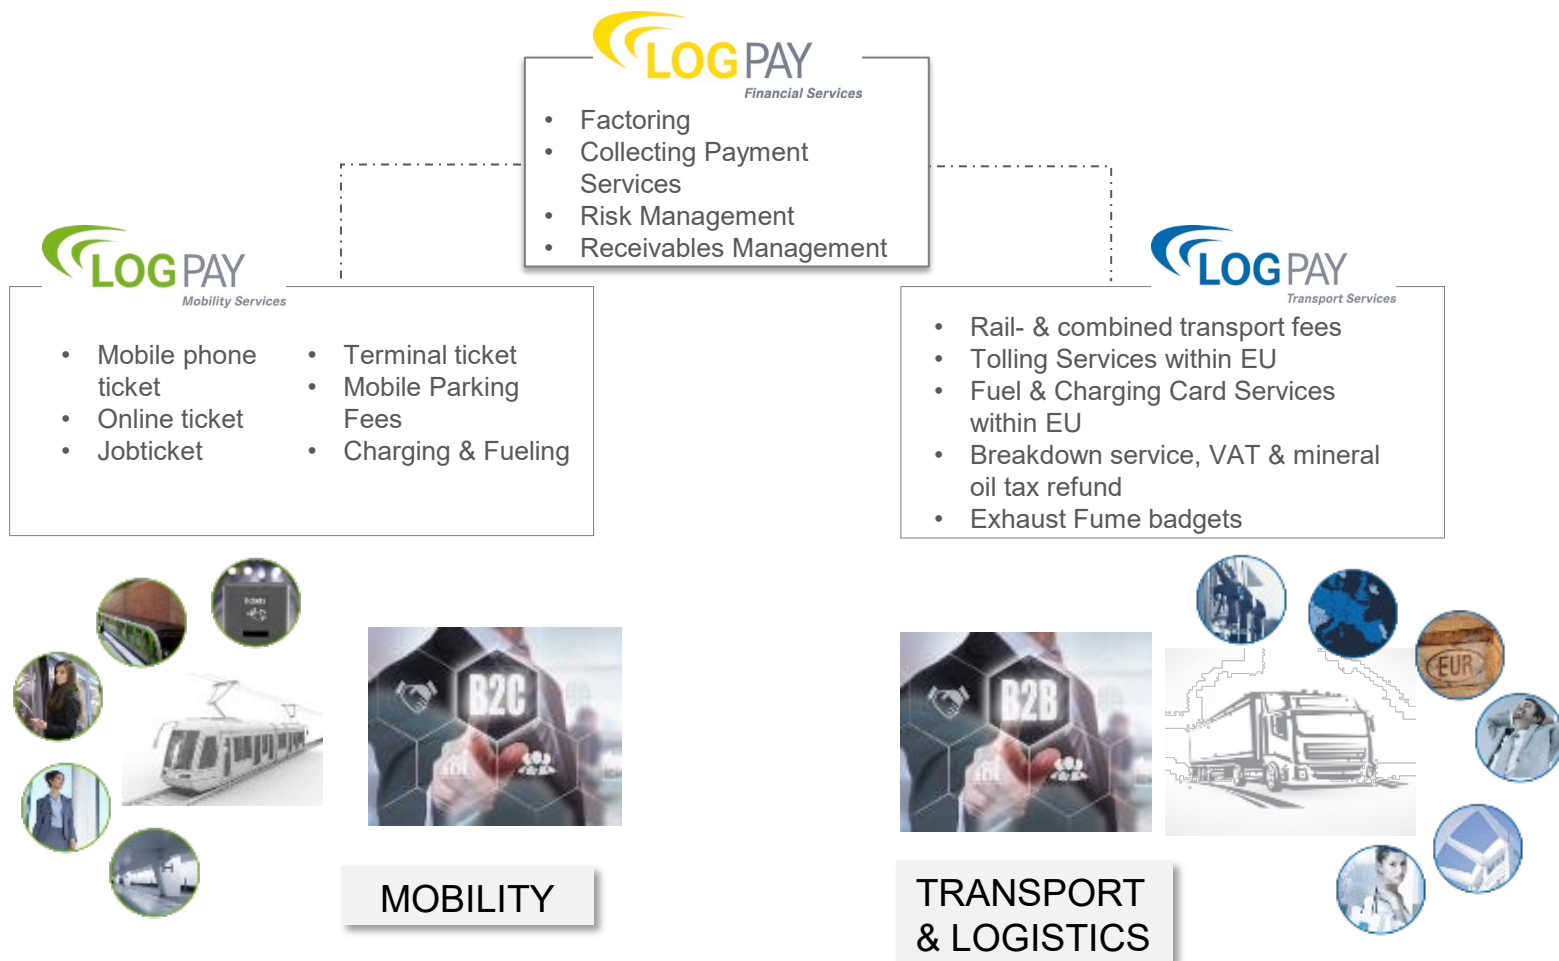 LOGPAY
Financial Services
• Factoring
• Collecting Payment
Services
• Risk Management
• Receivables Management
LOGPAY
Mobility Services
• Mobile phone
ticket
• Online ticket
• Jobticket
• Terminal ticket
• Mobile Parking
Fees
• Charging & Fueling
LOGPAY
Transport Services
• Rail- & combined transport fees
• Tolling Services within EU
• Fuel & Charging Card Services
within EU
• Breakdown service, VAT & mineral
oil tax refund
• Exhaust Fume badgets
Tickets
B2C
B2B
EUR
MOBILITY
TRANSPORT
& LOGISTICS